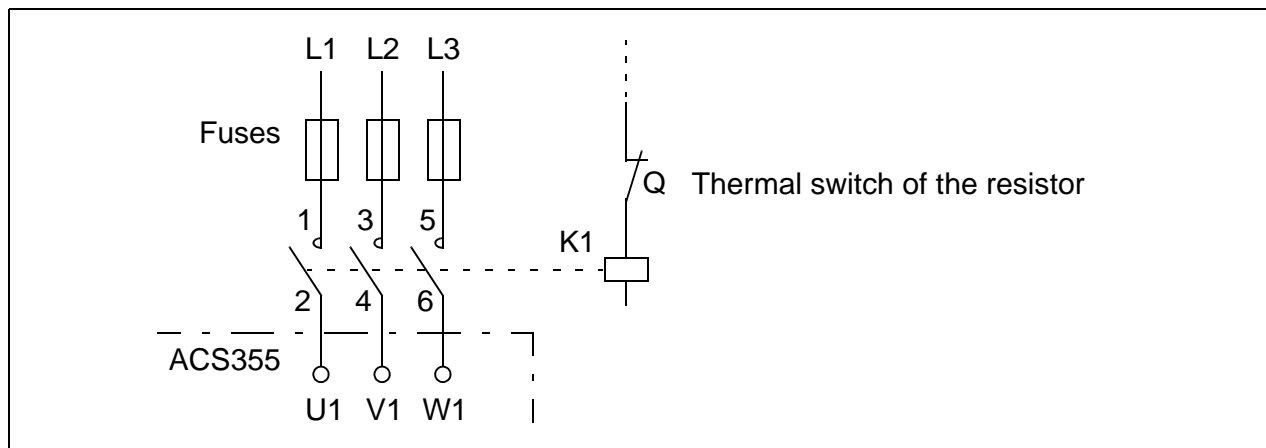 L1 L2 L3
Fuses
Q Thermal switch of the resistor
1 3 5
K1
2 4 6
ACS355
U1 V1 W1